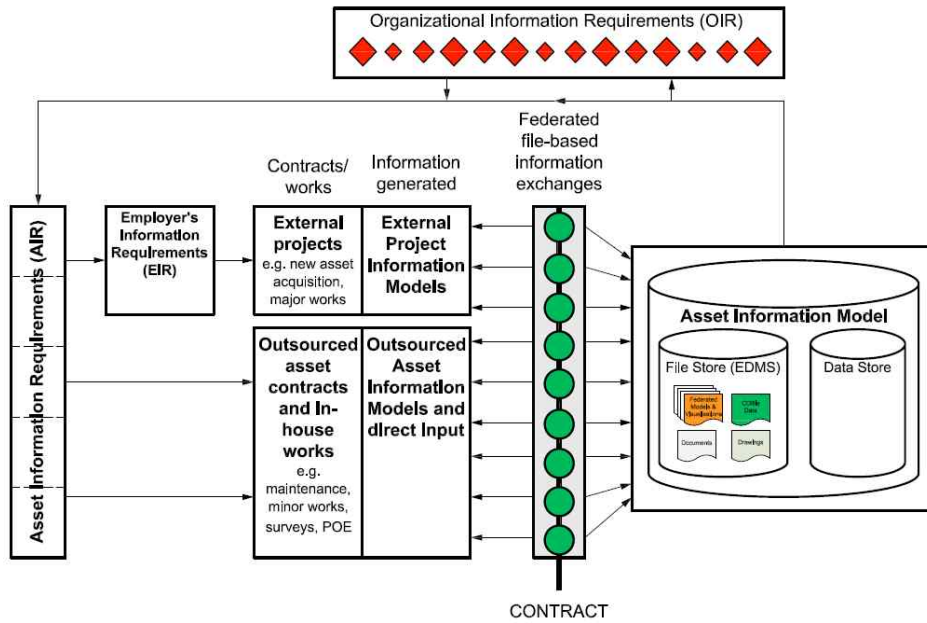 Organizational Information Requirements (OIR)
Federated
file-based
information
exchanges
Contracts/
works
Information
generated
Asset Information Requirements (AIR)
Employer's
Information
Requirements
(EIR)
External
projects
e.g. new asset
acquisition,
major works
External
Project
Information
Models
Outsourced
asset
contracts
and In-
house
works
e.g.
maintenance,
minor works,
surveys, POE
Outsourced
Asset
Information
Models and
dIrect Input
Asset Information Model
File Store (EDMS)
Data Store
Federated
Models &
Visualisations
COBie
Data
Documents
Drawings
CONTRACT